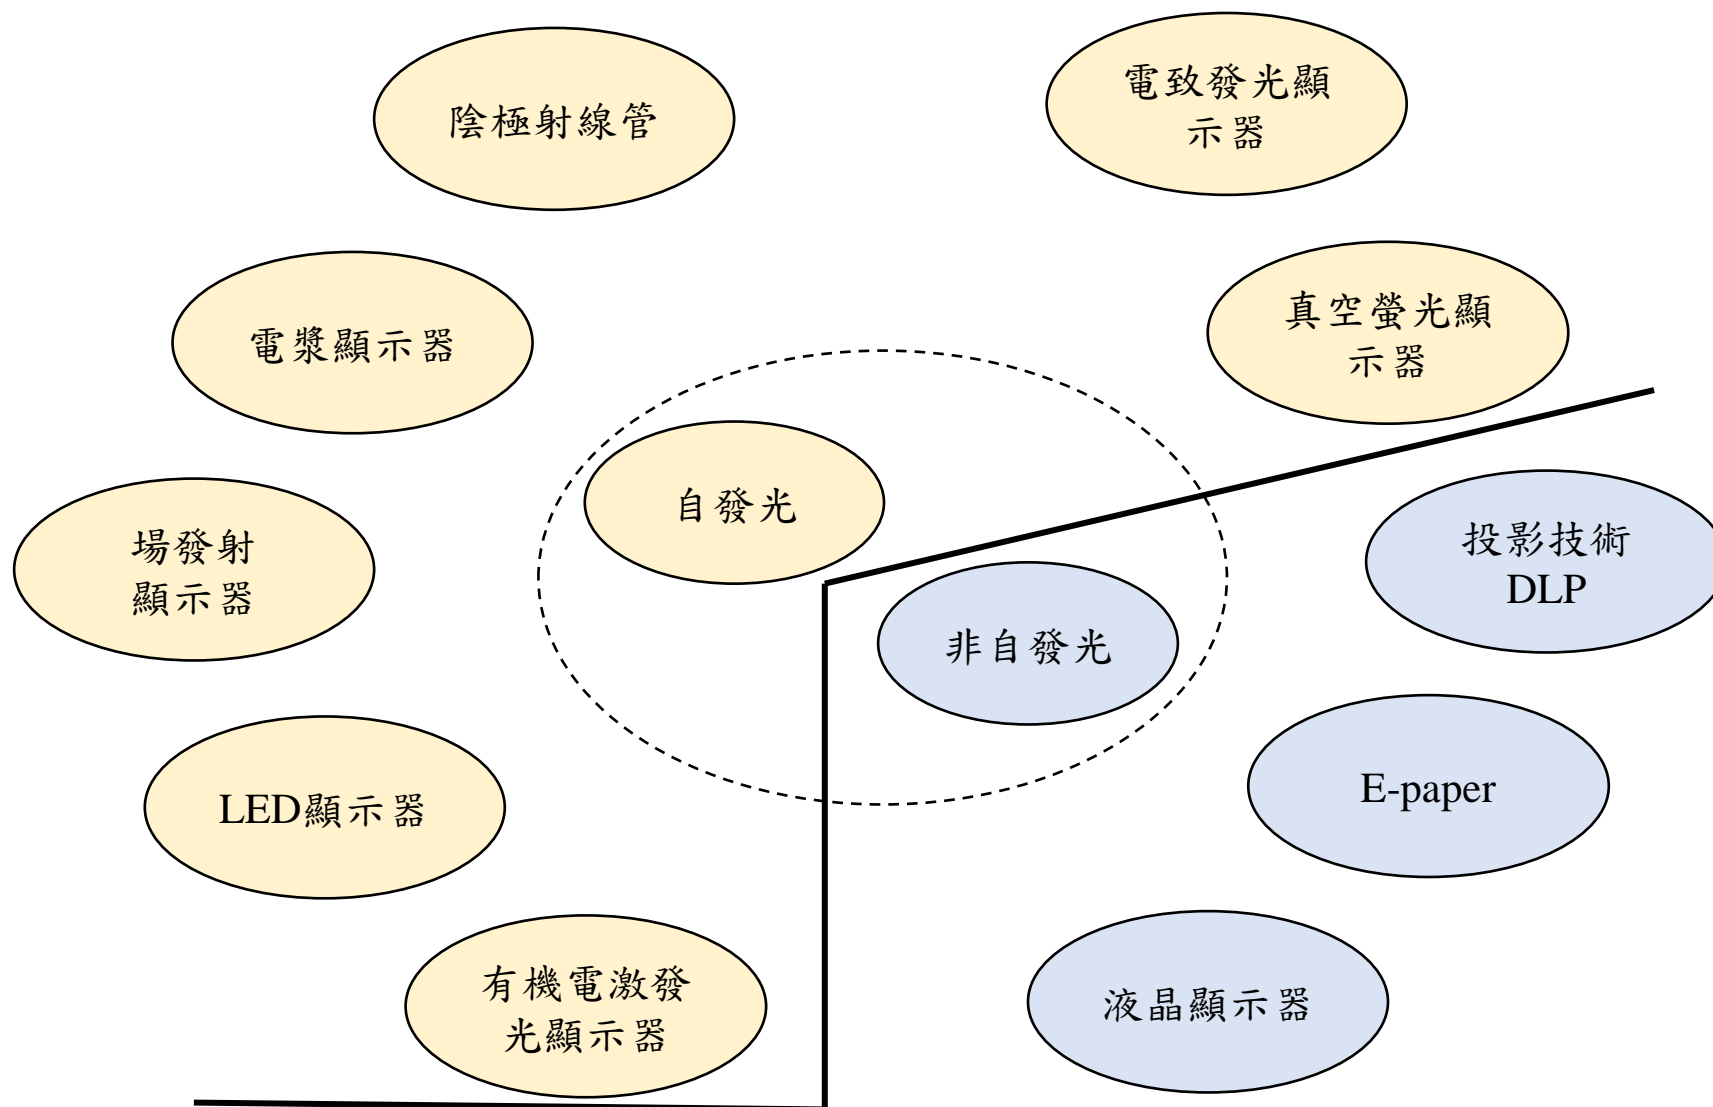 陰極射線管
電致發光顯
示器
電漿顯示器
真空螢光顯
示器
自發光
場發射
顯示器
投影技術
DLP
非自發光
LED顯示器
E-paper
有機電激發
光顯示器
液晶顯示器